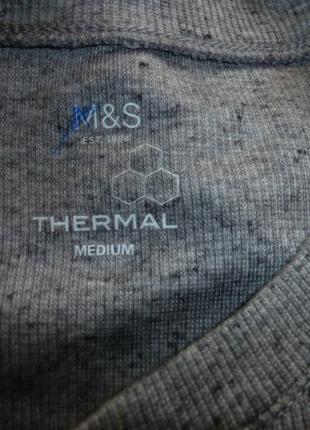 M&S
EST. 1884
THERMAL
MEDIUM